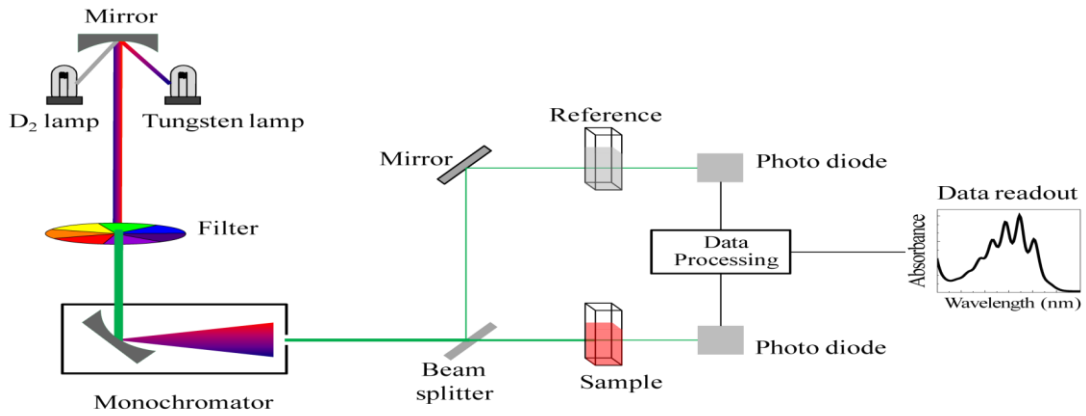 Mirror
D₂ lamp
Tungsten lamp
Filter
Monochromator
Mirror
Beam
splitter
Reference
Sample
Photo diode
Data
Processing
Photo diode
Data readout
Absorbance
Wavelength (nm)